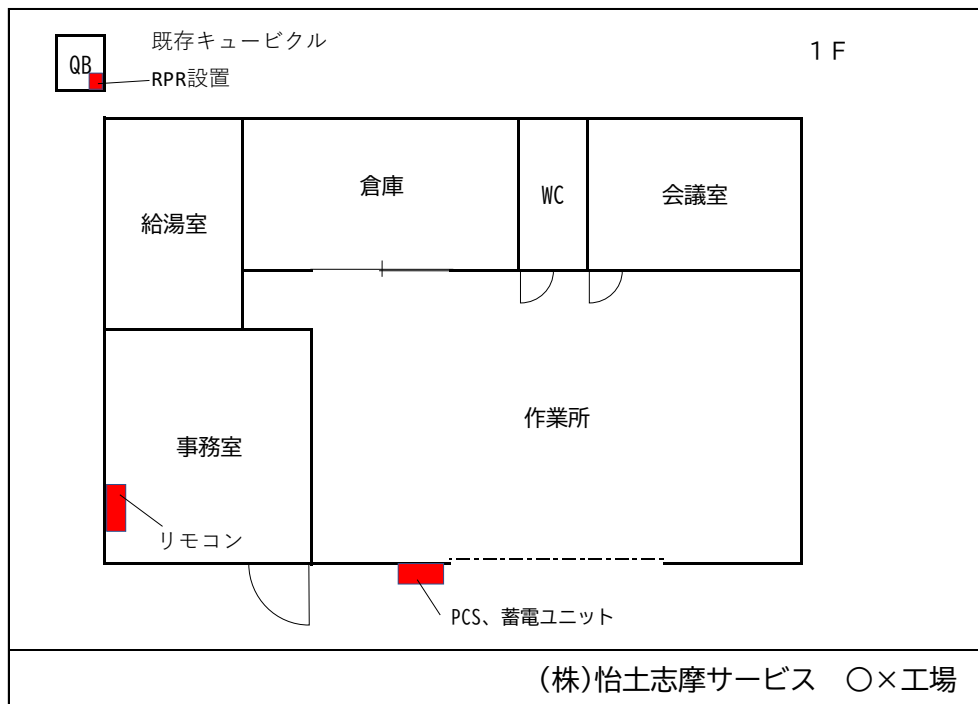 既存キュービクル
1F
QB
RPR設置
倉庫
WC
会議室
給湯室
作業所
事務室
リモコン
PCS、蓄電ユニット
(株)怡土志摩サービス　〇×工場